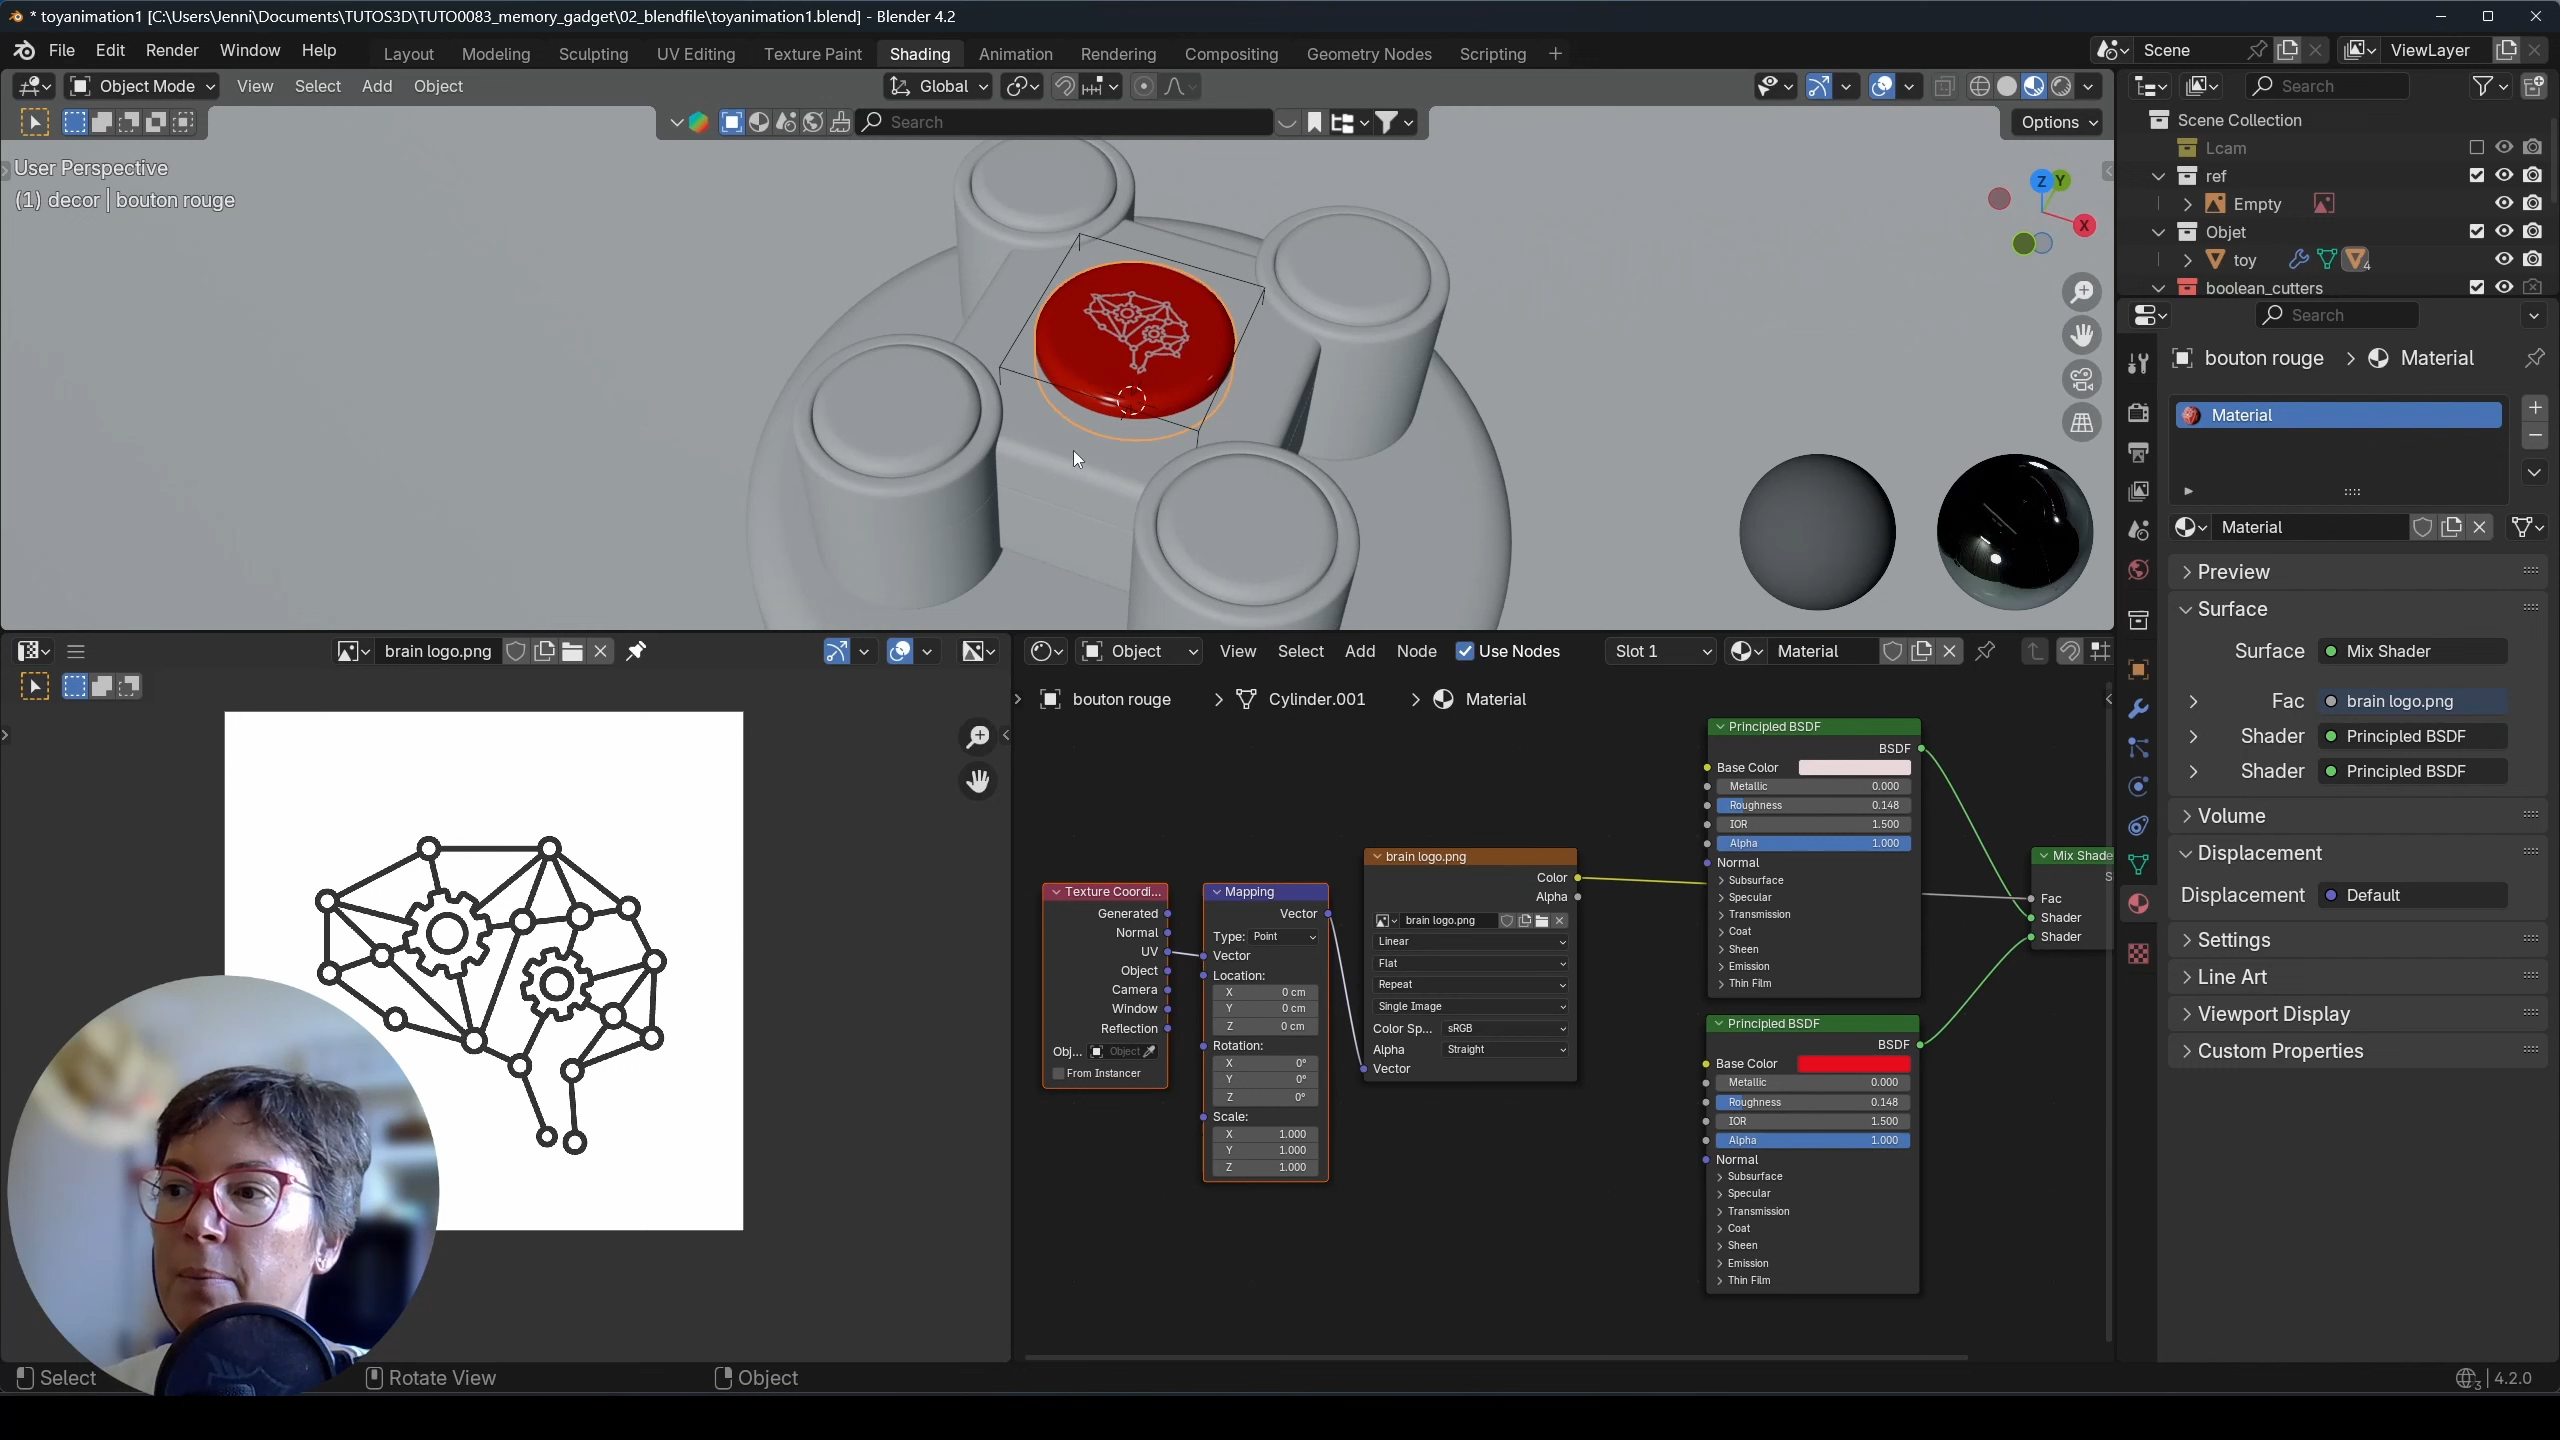 * toyanimation1 [C:\Users\Jenni\Documents\TUTOS3D\TUTO0083_memory_gadget\02_blendfile\toyanimation1.blend] - Blender 4.2
File Edit Render Window Help Layout Modeling Sculpting UV Editing Texture Paint Shading Animation Rendering Compositing Geometry Nodes Scripting + Scene ViewLayer
Object Mode View Select Add Object Global Search
Search Options
User Perspective
(1) decor | bouton rouge
Z Y
X
Scene Collection
Lcam
ref
Empty
Objet
toy 4
boolean_cutters
Search
bouton rouge > Material
Material
Material
Preview
Surface
Surface Mix Shader
Fac brain logo.png
Shader Principled BSDF
Shader Principled BSDF
Volume
Displacement
Displacement Default
Settings
Line Art
Viewport Display
Custom Properties
brain logo.png
Object View Select Add Node Use Nodes Slot 1 Material
bouton rouge > Cylinder.001 > Material
Texture Coordi...
Generated
Normal
UV
Object
Camera
Window
Reflection
Obj... Object
From Instancer
Mapping
Vector
Type: Point
Vector
Location:
X 0 cm
Y 0 cm
Z 0 cm
Rotation:
X 0°
Y 0°
Z 0°
Scale:
X 1.000
Y 1.000
Z 1.000
brain logo.png
Color
Alpha
brain logo.png
Linear
Flat
Repeat
Single Image
Color Sp... sRGB
Alpha Straight
Vector
Principled BSDF
BSDF
Base Color
Metallic 0.000
Roughness 0.148
IOR 1.500
Alpha 1.000
Normal
Subsurface
Specular
Transmission
Coat
Sheen
Emission
Thin Film
Principled BSDF
BSDF
Base Color
Metallic 0.000
Roughness 0.148
IOR 1.500
Alpha 1.000
Normal
Subsurface
Specular
Transmission
Coat
Sheen
Emission
Thin Film
Mix Shade
S
Fac
Shader
Shader
Select Rotate View Object 3 4.2.0